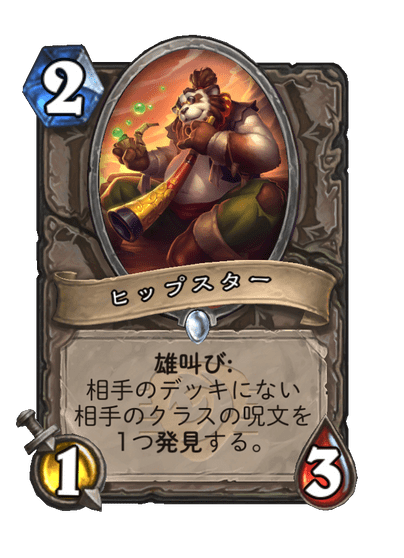 2
ヒップスター
雄叫び:
相手のデッキにない
相手のクラスの呪文を
1つ発見する。
1
3